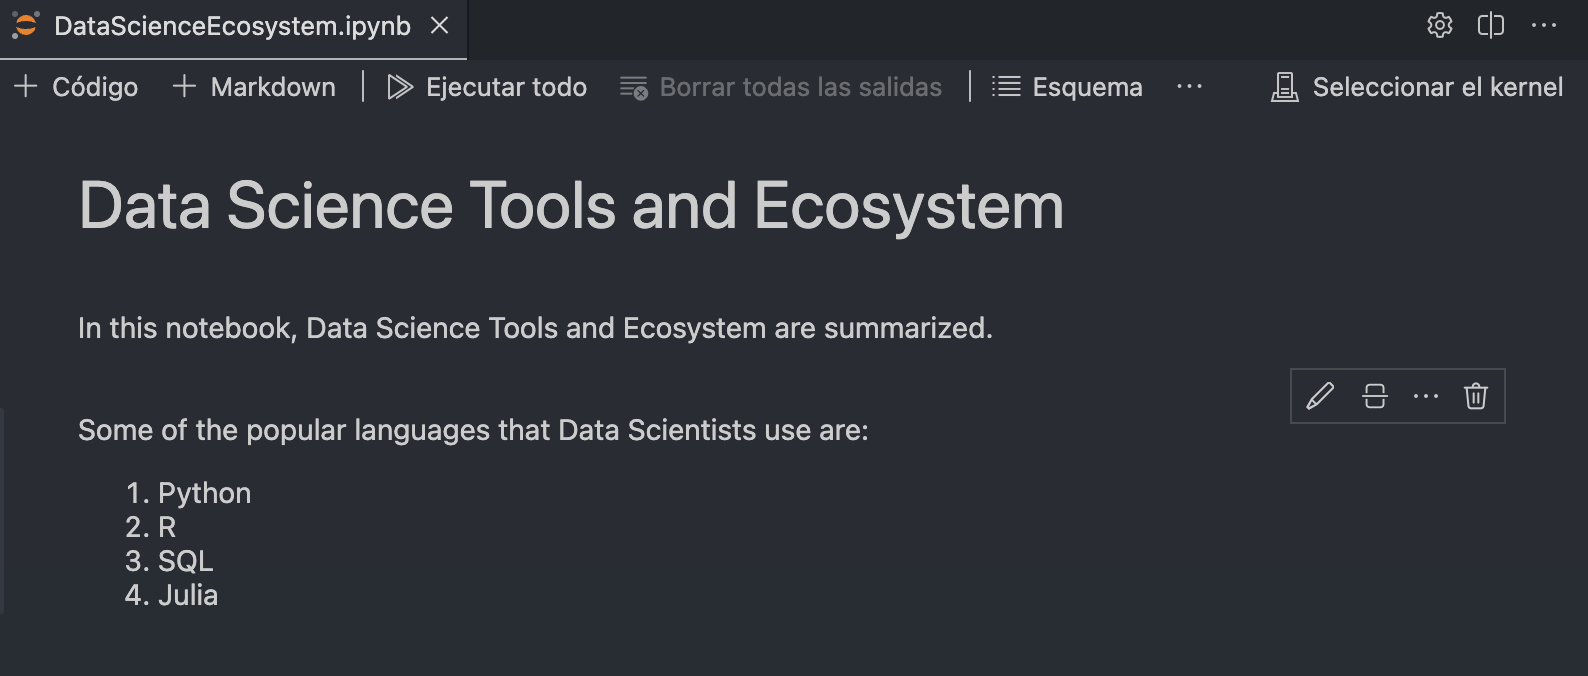 DataScienceEcosystem.ipynb
Código Markdown Ejecutar todo Borrar todas las salidas Esquema Seleccionar el kernel
Data Science Tools and Ecosystem
In this notebook, Data Science Tools and Ecosystem are summarized.
Some of the popular languages that Data Scientists use are:
1. Python
2. R
3. SQL
4. Julia